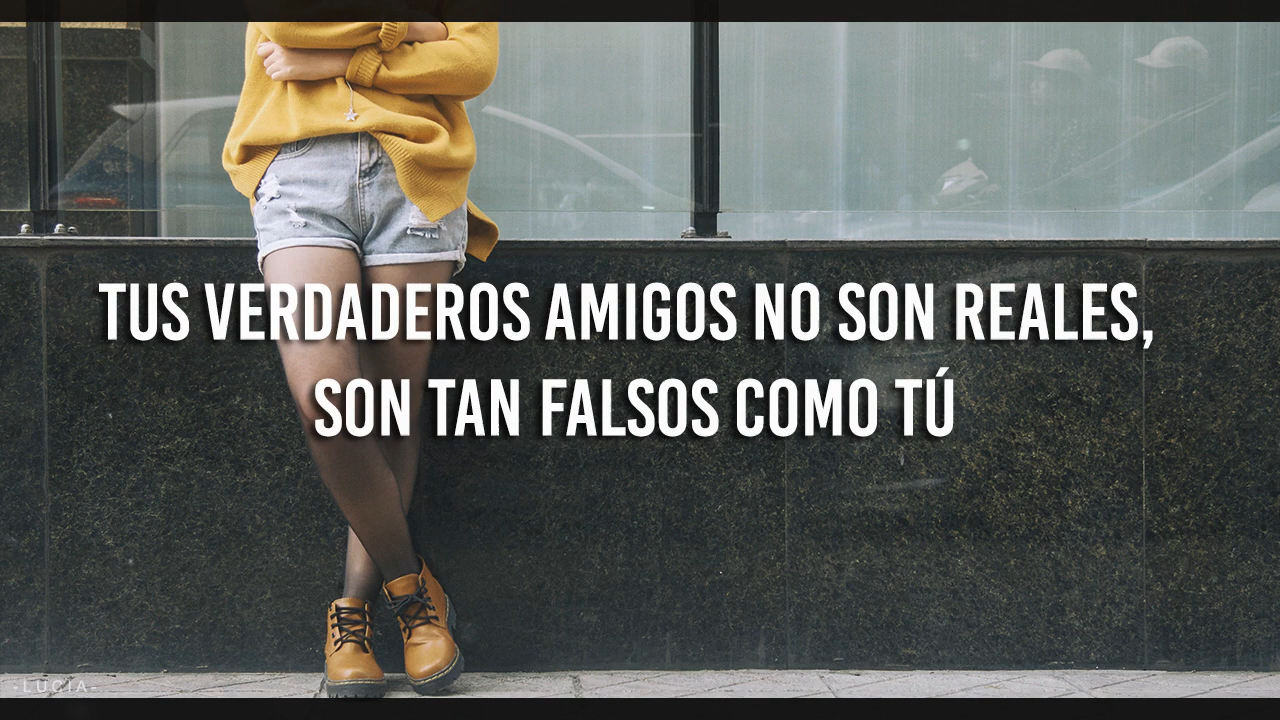 TUS VERDADEROS AMIGOS NO SON REALES,
SON TAN FALSOS COMO TÚ
-LUCIA-